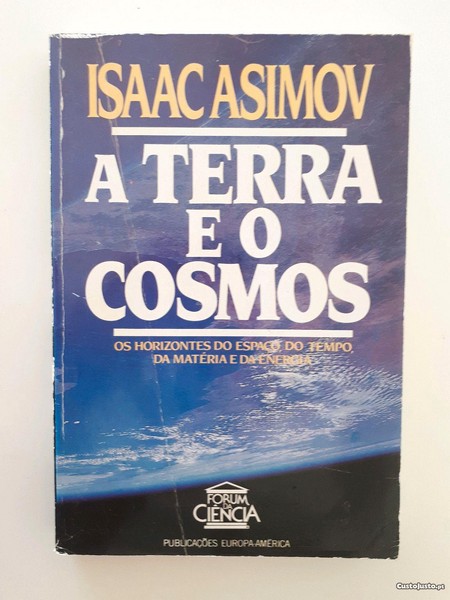 ISAAC ASIMOV
A TERRA
E O
COSMOS
OS HORIZONTES DO ESPAÇO, DO TEMPO,
DA MATÉRIA E DA ENERGIA
FORUM
DA
CIÊNCIA
PUBLICAÇÕES EUROPA-AMÉRICA
CustoJusto.pt